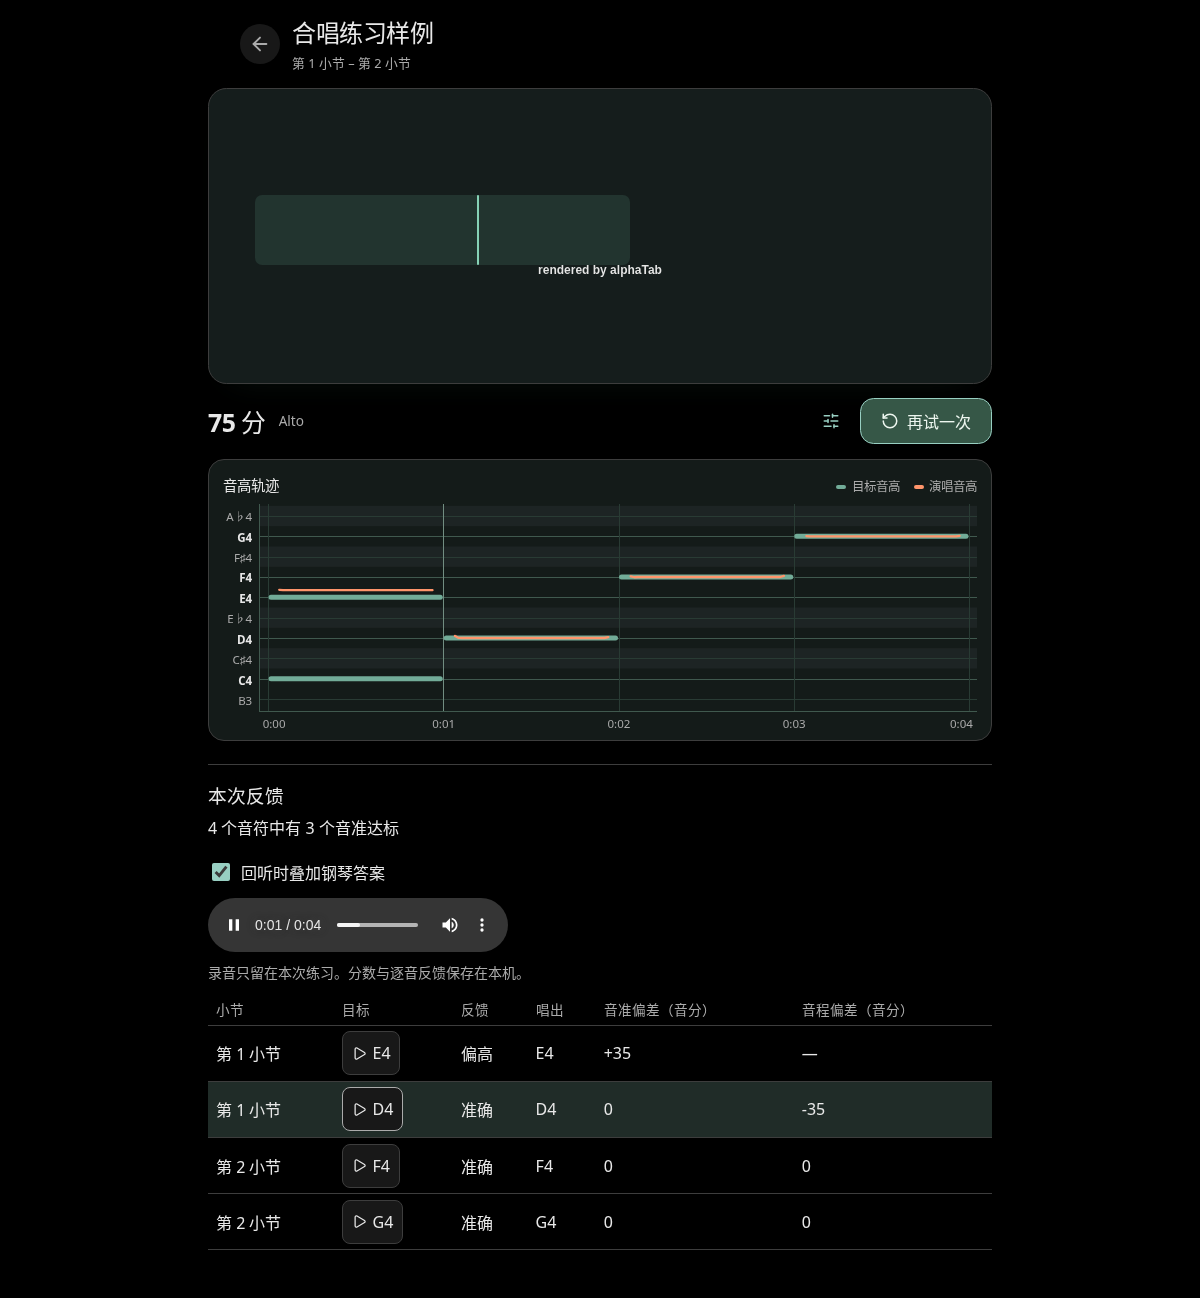 合唱练习样例
第 1 小节 – 第 2 小节
rendered by alphaTab
75 分 Alto 再试一次
音高轨迹 目标音高 演唱音高
A♭4
G4
F♯4
F4
E4
E♭4
D4
C♯4
C4
B3
0:00 0:01 0:02 0:03 0:04
本次反馈
4 个音符中有 3 个音准达标
回听时叠加钢琴答案
0:01 / 0:04
录音只留在本次练习。分数与逐音反馈保存在本机。
小节 目标 反馈 唱出 音准偏差（音分） 音程偏差（音分）
第 1 小节 E4 偏高 E4 +35 —
第 1 小节 D4 准确 D4 0 -35
第 2 小节 F4 准确 F4 0 0
第 2 小节 G4 准确 G4 0 0